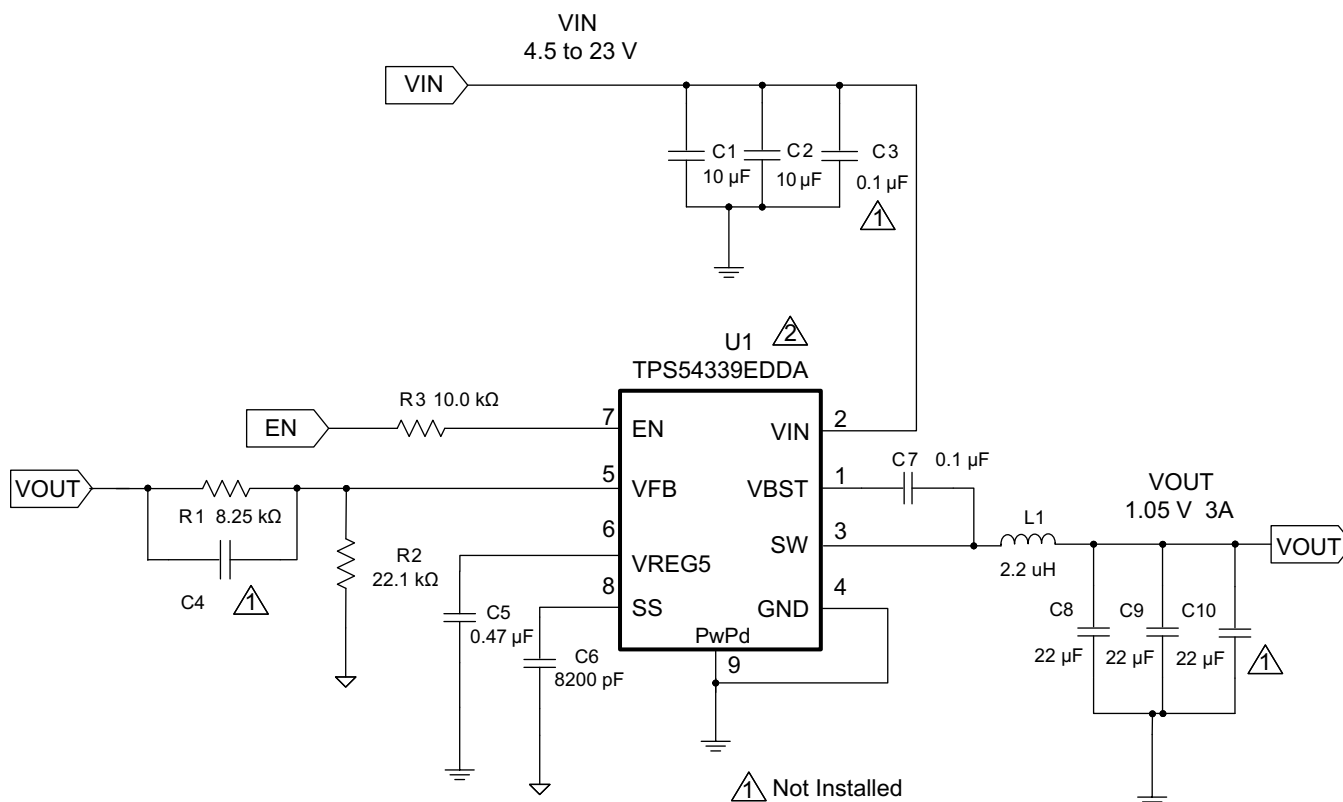 VIN
4.5 to 23 V
VIN
C1
10 µF
C2
10 µF
C3
0.1 µF
1
U1
2
TPS54339EDDA
R3 10.0 kΩ
EN
7
EN
VIN
2
VOUT
R1 8.25 kΩ
C4
1
R2
22.1 kΩ
5
VFB
VBST
1
C7
0.1 µF
6
VREG5
SW
3
L1
2.2 uH
VOUT
1.05 V 3A
VOUT
8
SS
GND
4
PwPd
9
C5
0.47 µF
C6
8200 pF
C8
22 µF
C9
22 µF
C10
22 µF
1
1 Not Installed